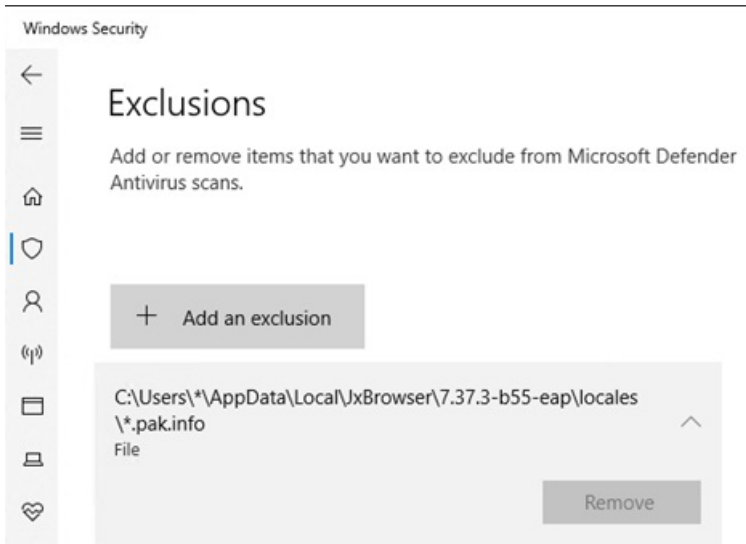 Windows Security
Exclusions
Add or remove items that you want to exclude from Microsoft Defender
Antivirus scans.
+ Add an exclusion
C:\Users\*\AppData\Local\JxBrowser\7.37.3-b55-eap\locales
\*.pak.info
File
Remove